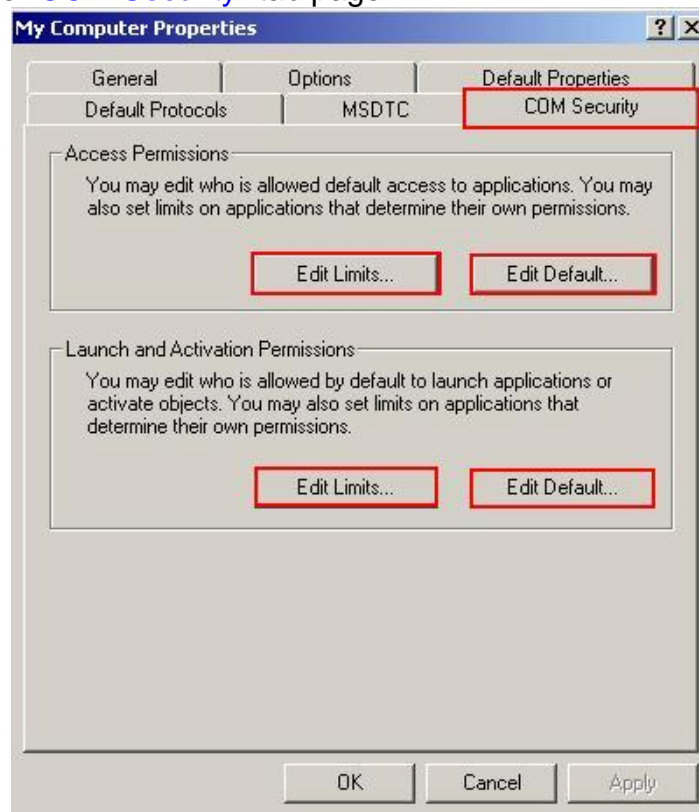 COM Security tab page
My Computer Properties
General Options Default Properties
Default Protocols MSDTC COM Security
Access Permissions
You may edit who is allowed default access to applications. You may
also set limits on applications that determine their own permissions.
Edit Limits... Edit Default...
Launch and Activation Permissions
You may edit who is allowed by default to launch applications or
activate objects. You may also set limits on applications that
determine their own permissions.
Edit Limits... Edit Default...
OK Cancel Apply